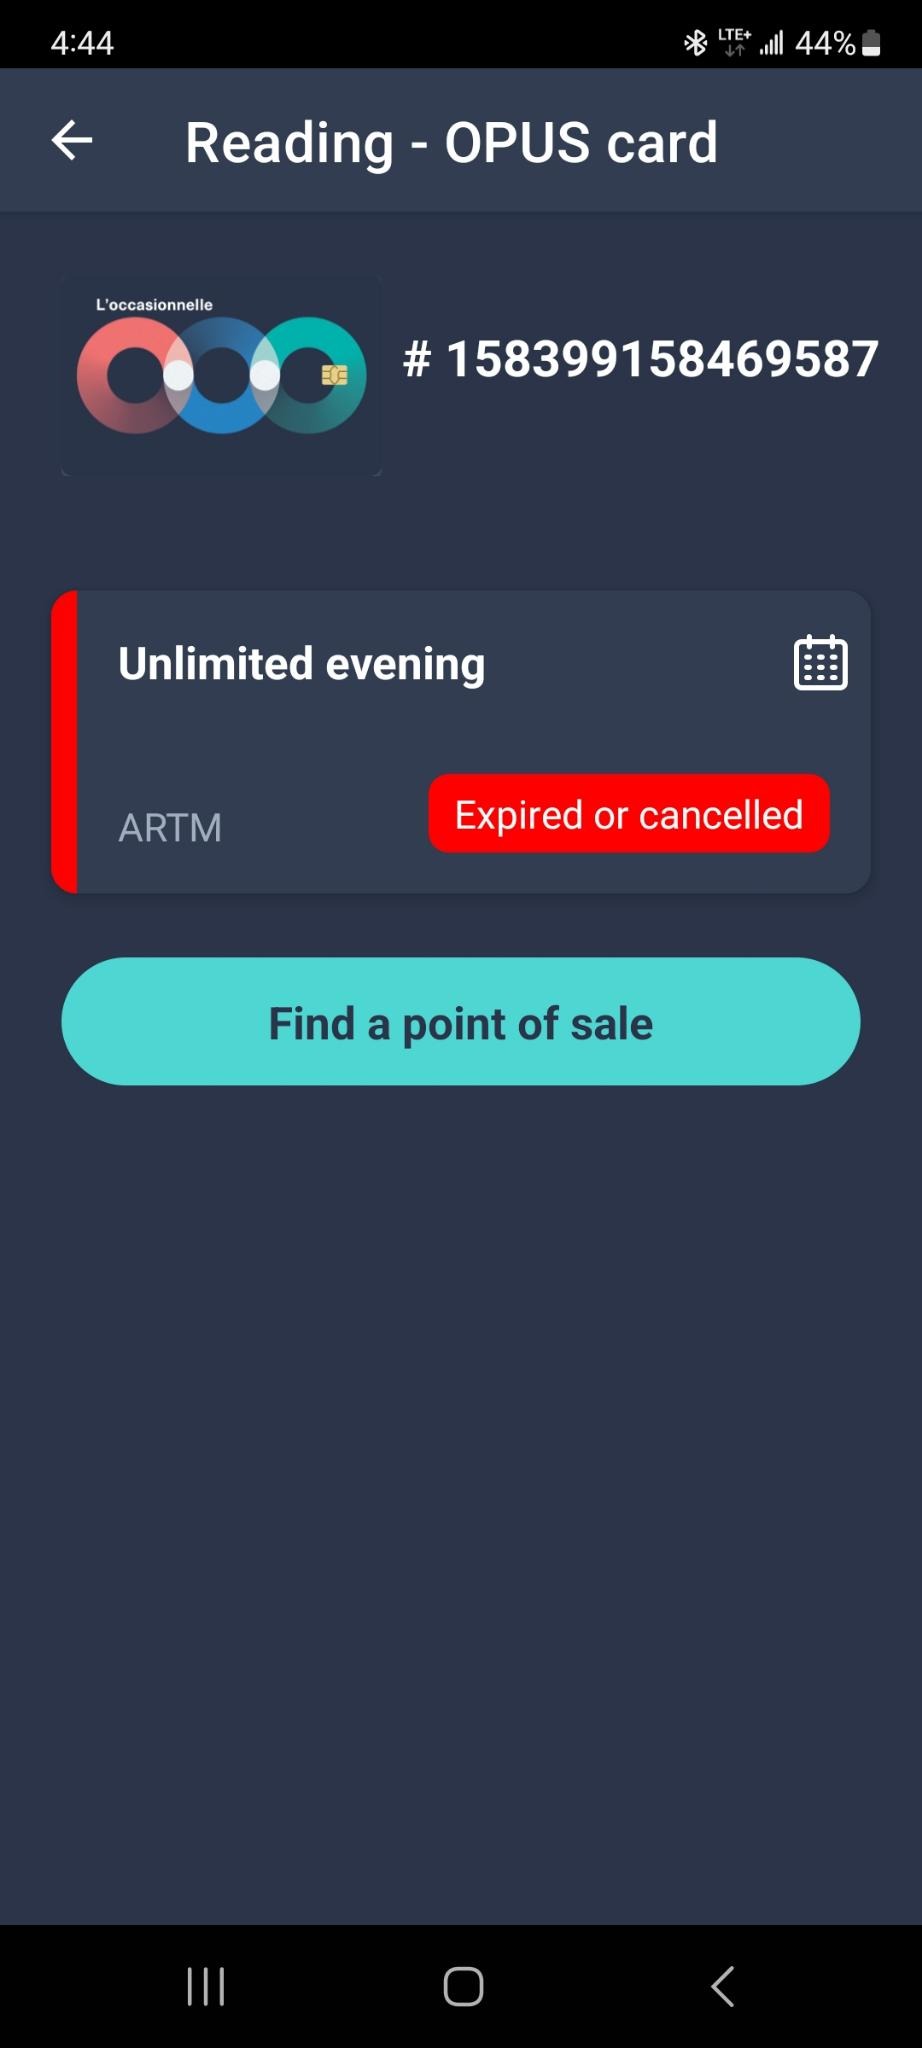 4:44
LTE+
44%
Reading - OPUS card
L'occasionnelle
# 158399158469587
Unlimited evening
ARTM
Expired or cancelled
Find a point of sale